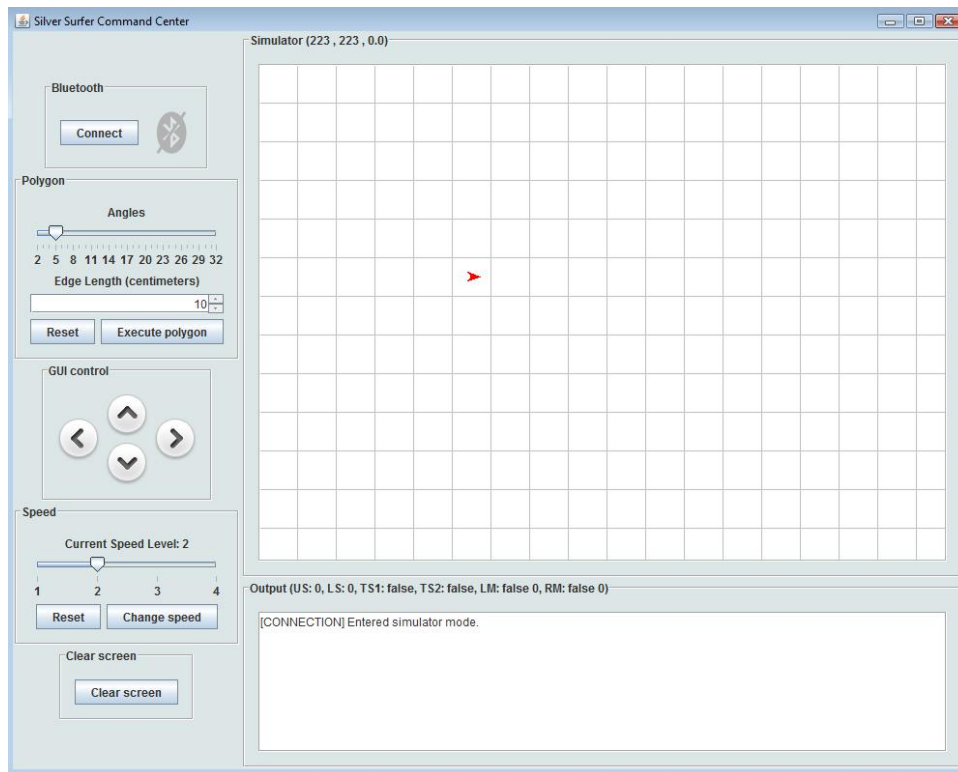 Silver Surfer Command Center
Simulator (223 , 223 , 0.0)
Bluetooth
Connect
Polygon
Angles
2 5 8 11 14 17 20 23 26 29 32
Edge Length (centimeters)
10
Reset Execute polygon
GUI control
Speed
Current Speed Level: 2
1 2 3 4
Reset Change speed
Clear screen
Clear screen
Output (US: 0, LS: 0, TS1: false, TS2: false, LM: false 0, RM: false 0)
[CONNECTION] Entered simulator mode.